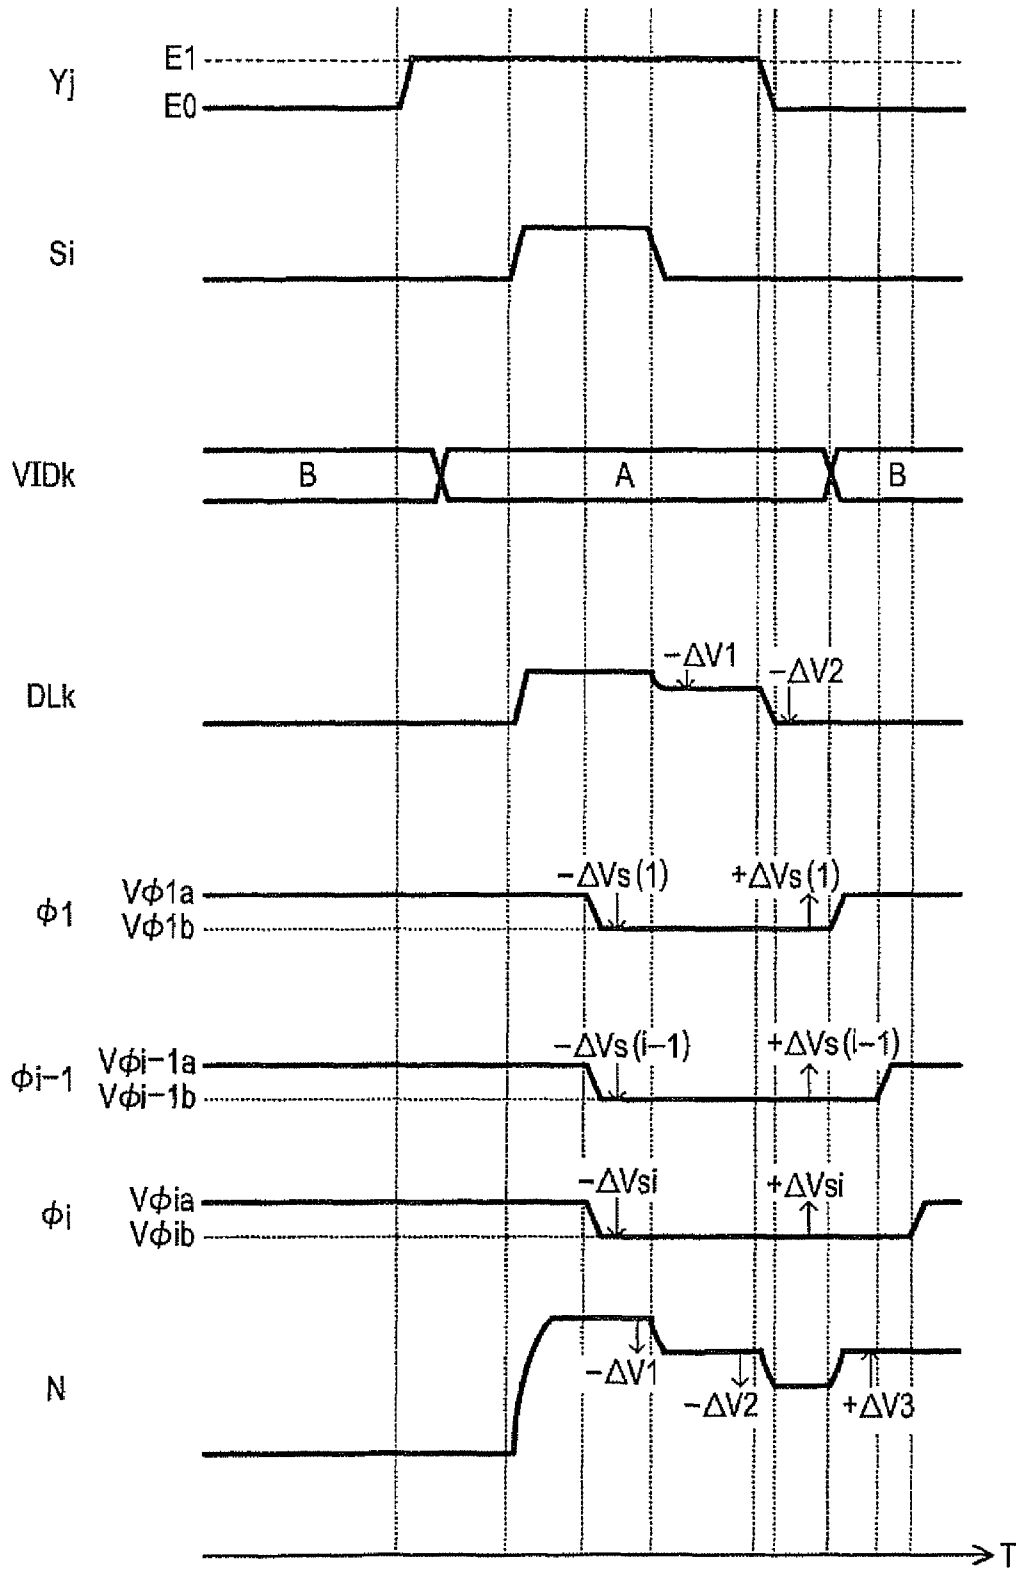 E1
Yj
E0
Si
VIDk
B
A
B
DLk
−ΔV1
−ΔV2
ϕ1
Vϕ1a
Vϕ1b
−ΔVs(1)
+ΔVs(1)
ϕi−1
Vϕi−1a
Vϕi−1b
−ΔVs(i−1)
+ΔVs(i−1)
ϕi
Vϕia
Vϕib
−ΔVsi
+ΔVsi
N
−ΔV1
−ΔV2
+ΔV3
T